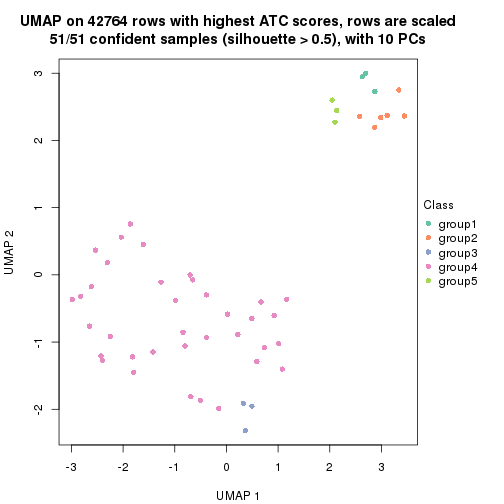 UMAP on 42764 rows with highest ATC scores, rows are scaled
51/51 confident samples (silhouette > 0.5), with 10 PCs
3
2
1
0
-1
-2
UMAP 2
-3
-2
-1
0
1
2
3
UMAP 1
Class
group1
group2
group3
group4
group5